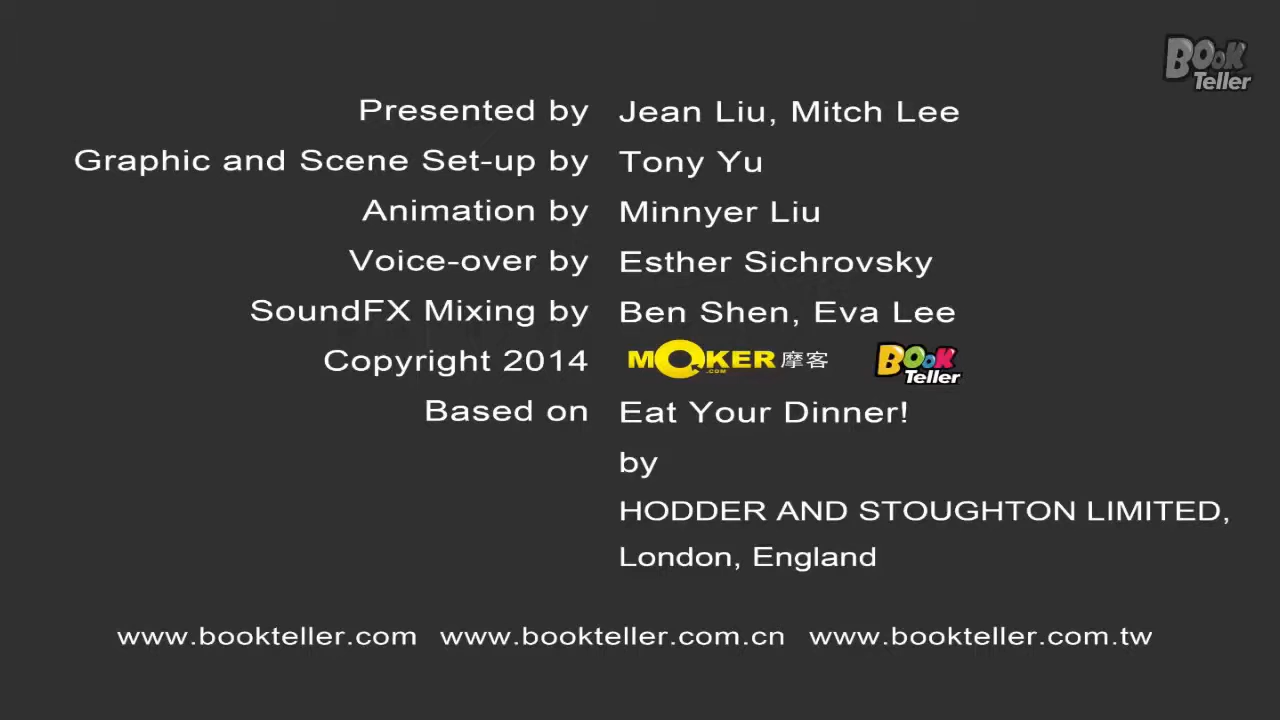 BOOK
Teller
Presented by Jean Liu, Mitch Lee
Graphic and Scene Set-up by Tony Yu
Animation by Minnyer Liu
Voice-over by Esther Sichrovsky
SoundFX Mixing by Ben Shen, Eva Lee
Copyright 2014 MOKER.COM 摩客 BOOK Teller
Based on Eat Your Dinner!
by
HODDER AND STOUGHTON LIMITED,
London, England
www.bookteller.com www.bookteller.com.cn www.bookteller.com.tw